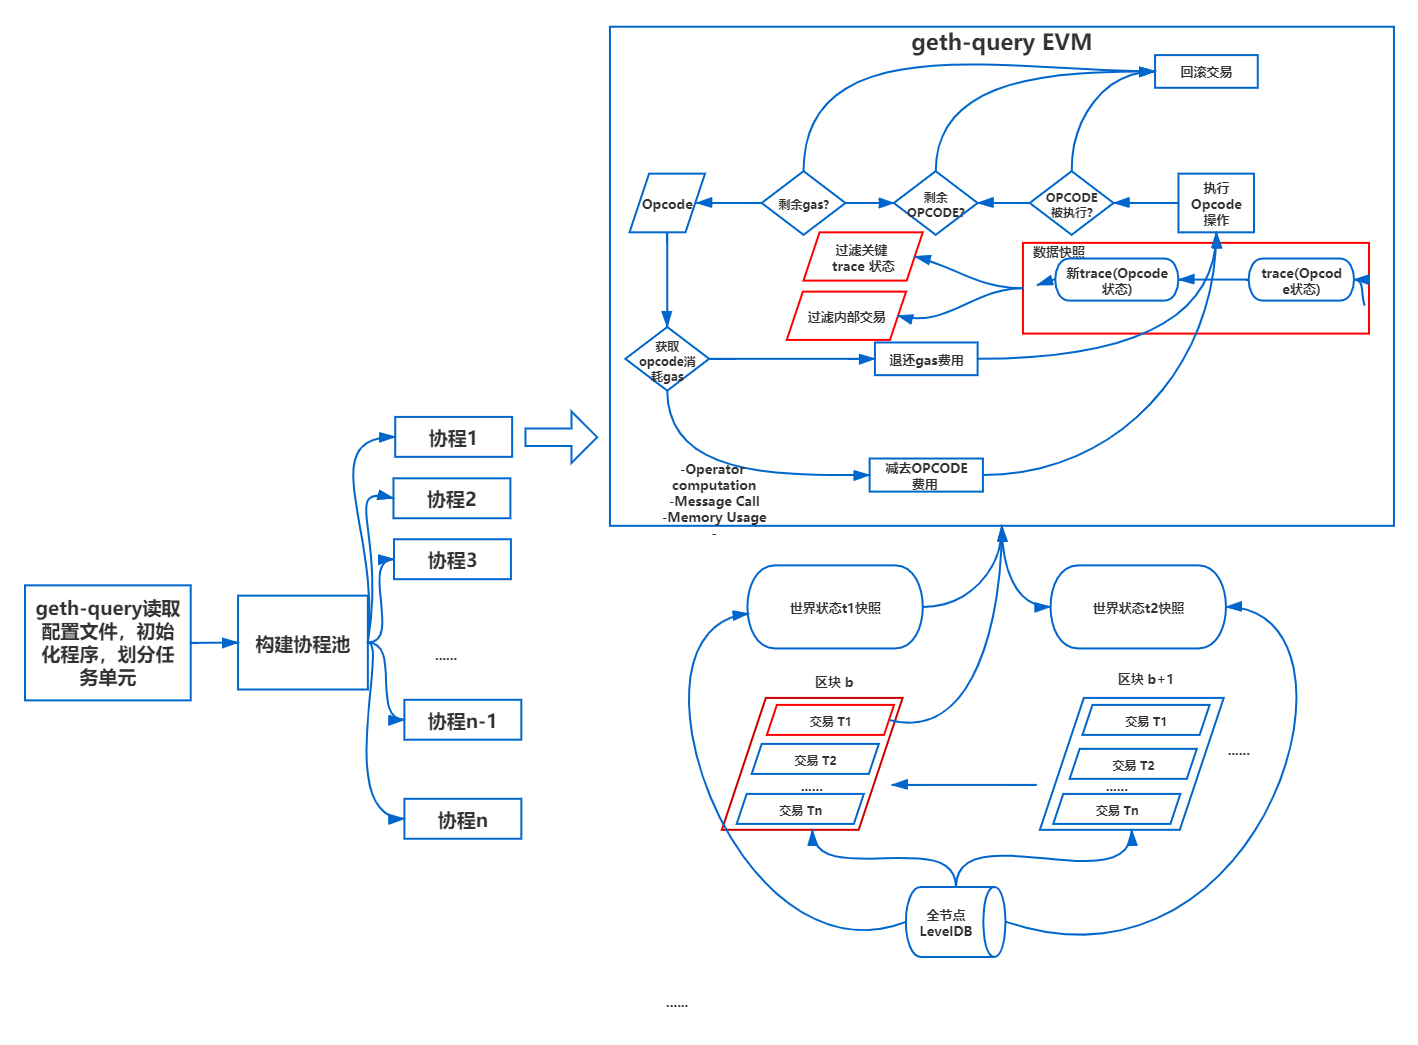 geth-query EVM
回滚交易
Opcode
剩余gas?
剩余
OPCODE?
OPCODE
被执行?
执行
Opcode
操作
过滤关键
trace 状态
数据快照
新trace(Opcode
状态)
trace(Opcod
e状态)
过滤内部交易
获取
opcode消
耗gas
退还gas费用
减去OPCODE
费用
-Operator
computation
-Message Call
-Memory Usage
-
协程1
协程2
协程3
......
协程n-1
协程n
geth-query读取
配置文件，初始
化程序，划分任
务单元
构建协程池
世界状态t1快照
世界状态t2快照
区块 b
交易 T1
交易 T2
......
交易 Tn
区块 b+1
交易 T1
交易 T2
......
交易 Tn
......
全节点
LevelDB
......